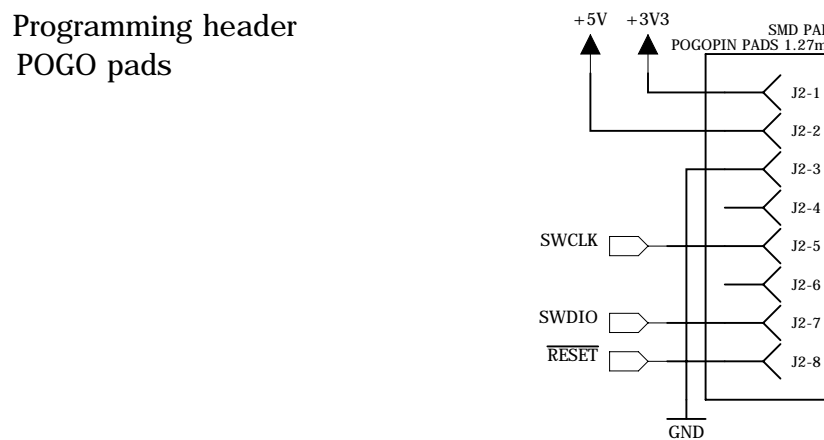 Programming header
POGO pads
+5V
+3V3
SMD PAD
POGOPIN PADS 1.27m
J2-1
J2-2
J2-3
J2-4
SWCLK
J2-5
J2-6
SWDIO
J2-7
RESET
J2-8
GND